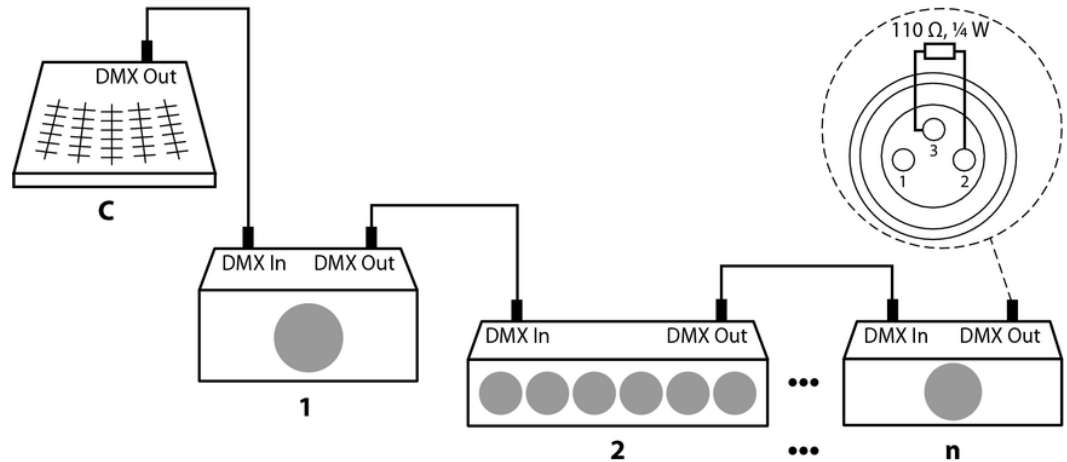 110 Ω, ¼ W
3
1
2
DMX Out
C
DMX In
DMX Out
1
DMX In
DMX Out
2
•••
•••
DMX In
DMX Out
n